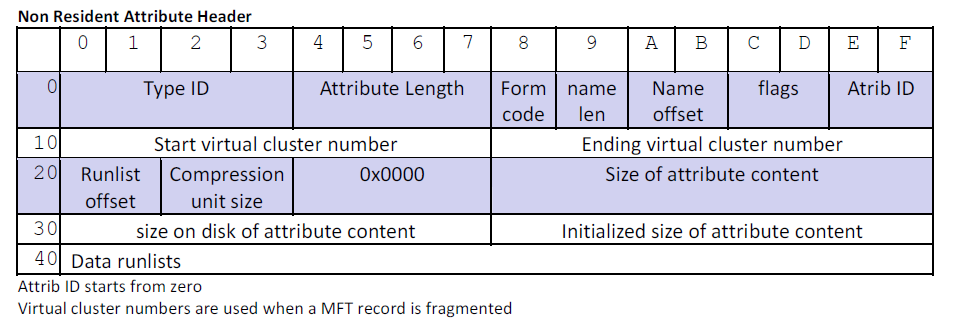 Non Resident Attribute Header
0 1 2 3 4 5 6 7 8 9 A B C D E F
0 Type ID Attribute Length Form code name len Name offset flags Atrib ID
10 Start virtual cluster number Ending virtual cluster number
20 Runlist offset Compression unit size 0x0000 Size of attribute content
30 size on disk of attribute content Initialized size of attribute content
40 Data runlists
Attrib ID starts from zero
Virtual cluster numbers are used when a MFT record is fragmented